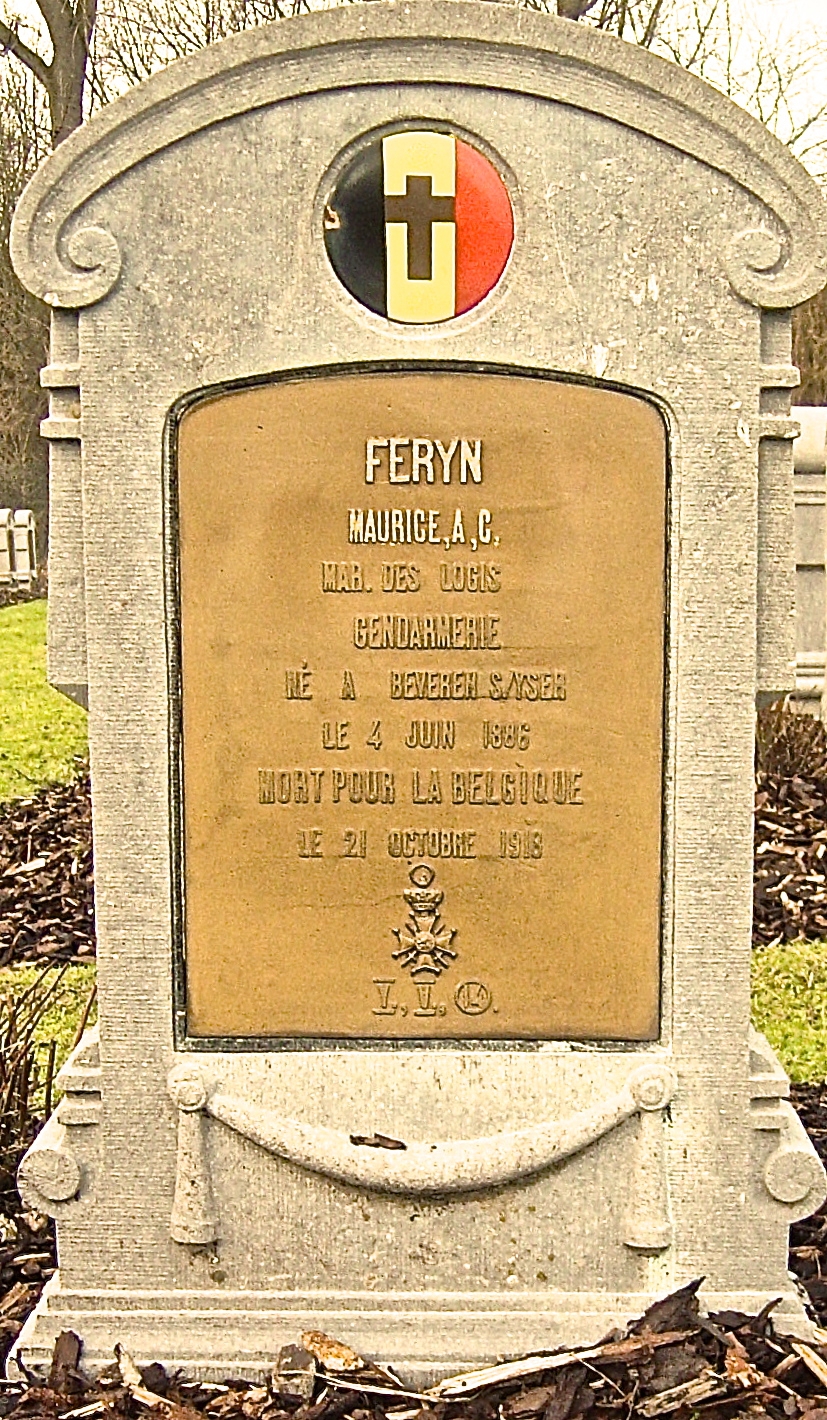 FERYN
MAURICE,A,C,
MAR. DES LOGIS
GENDARMERIE
NÉ A BEVEREN S/YSER
LE 4 JUIN 1886
MORT POUR LA BELGIQUE
LE 21 OCTOBRE 1918
Y,Y,14.